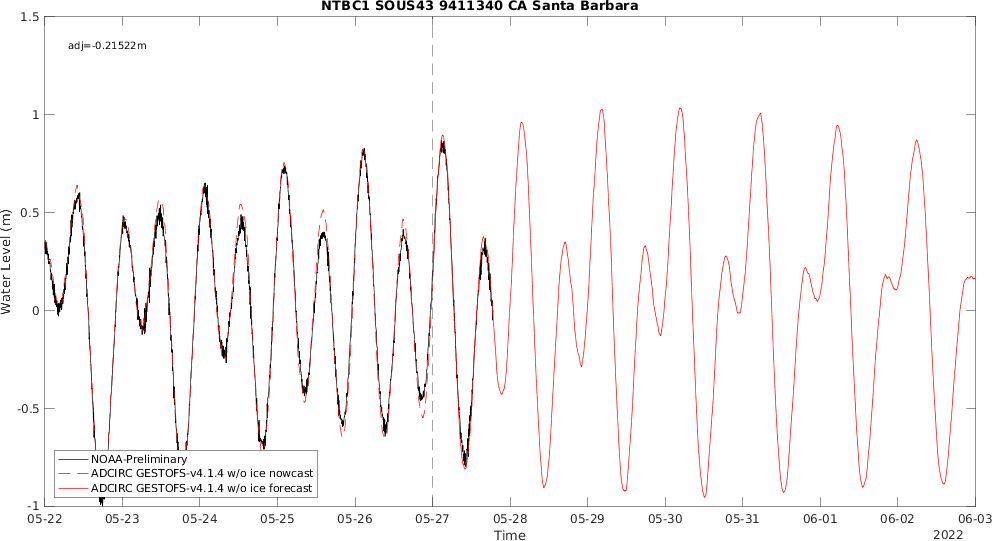 NTBC1 SOUS43 9411340 CA Santa Barbara
1.5
adj=-0.21522m
1
0.5
Water Level (m)
0
-0.5
NOAA-Preliminary
ADCIRC GESTOFS-v4.1.4 w/o ice nowcast
ADCIRC GESTOFS-v4.1.4 w/o ice forecast
-1
05-22 05-23 05-24 05-25 05-26 05-27 05-28 05-29 05-30 05-31 06-01 06-02 06-03
Time
2022